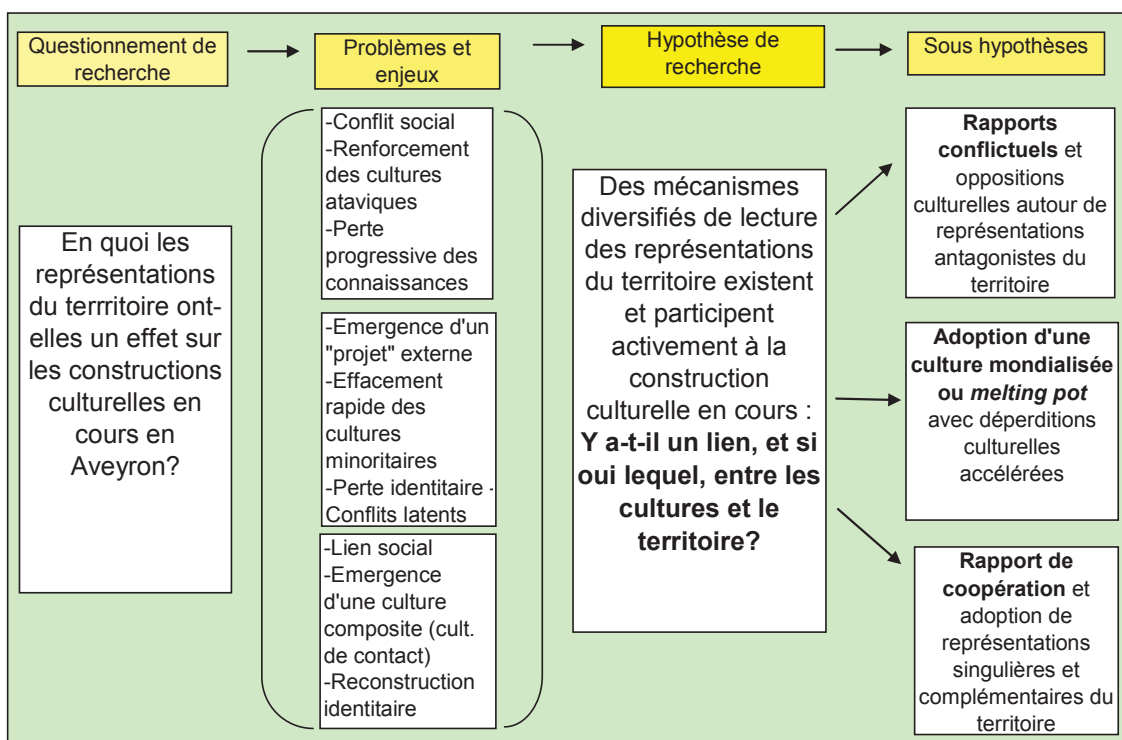 Questionnement de
recherche
Problèmes et
enjeux
Hypothèse de
recherche
Sous hypothèses
En quoi les
représentations
du terrritoire ont-
elles un effet sur
les constructions
culturelles en
cours en
Aveyron?
-Conflit social
-Renforcement
des cultures
ataviques
-Perte
progressive des
connaissances
-Emergence d'un
"projet" externe
-Effacement
rapide des
cultures
minoritaires
-Perte identitaire -
Conflits latents
-Lien social
-Emergence
d'une culture
composite (cult.
de contact)
-Reconstruction
identitaire
Des mécanismes
diversifiés de lecture
des représentations
du territoire existent
et participent
activement à la
construction
culturelle en cours :
Y a-t-il un lien, et si
oui lequel, entre les
cultures et le
territoire?
Rapports
conflictuels et
oppositions
culturelles autour de
représentations
antagonistes du
territoire
Adoption d'une
culture mondialisée
ou melting pot
avec déperditions
culturelles
accélérées
Rapport de
coopération et
adoption de
représentations
singulières et
complémentaires du
territoire